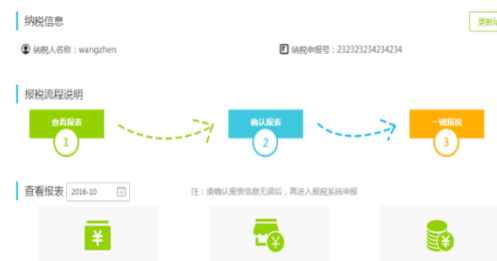 纳税信息
更新
纳税人名称：wangzhen
纳税申报号：232323234234234
报税流程说明
查看报表
确认报表
一键报税
1
2
3
查看报表 2016-10
注：请确认报表信息无误后，再进入报税系统申报
¥
¥
¥